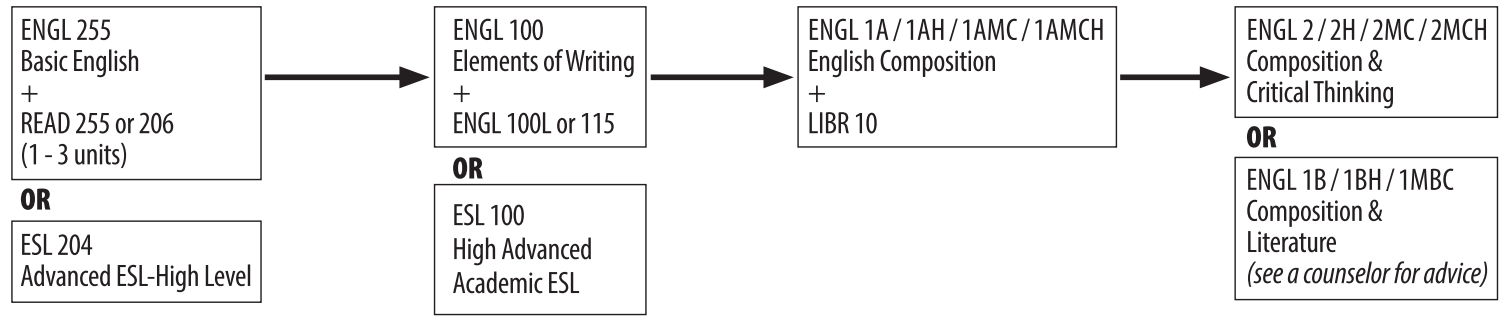 ENGL 255
Basic English
+
READ 255 or 206
(1 - 3 units)
OR
ESL 204
Advanced ESL-High Level
ENGL 100
Elements of Writing
+
ENGL 100L or 115
OR
ESL 100
High Advanced
Academic ESL
ENGL 1A / 1AH / 1AMC / 1AMCH
English Composition
+
LIBR 10
ENGL 2 / 2H / 2MC / 2MCH
Composition &
Critical Thinking
OR
ENGL 1B / 1BH / 1MBC
Composition &
Literature
(see a counselor for advice)